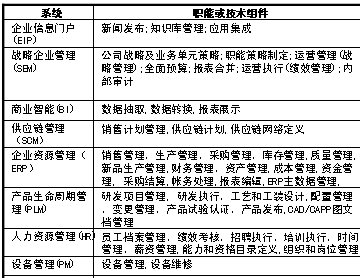 系统
职能或技术组件
企业信息门户
(EIP)
新闻发布; 知识库管理; 应用集成
战略企业管理
(SEM)
公司战略及业务单元策略; 职能策略制定; 运营管理(战
略管理); 全面预算; 报表合并; 运营执行(绩效管理); 内
部审计
商业智能(BI)
数据抽取, 数据转换, 报表展示
供应链管理
(SCM)
销售计划管理, 供应链计划, 供应链网络定义
企业资源管理(
ERP)
销售管理、生产管理、采购管理、库存管理, 质量管理,
新品生产管理, 财务管理、资产管理, 成本管理, 资金管
理, 采购结算, 帐务处理, 报表编辑, ERP主数据管理,
产品生命周期管
理(PLM)
研发项目管理, 研发执行、工艺和工装设计, 配置管理
、变更管理、产品试验认证、产品发布, CAD/CAPP图文
档管理
人力资源管理(HR)
员工档案管理、绩效考核、招聘执行、培训执行, 时间
管理、薪资管理, 能力和资格目录定义, 组织和岗位管理
设备管理(PM)
设备管理, 设备维修